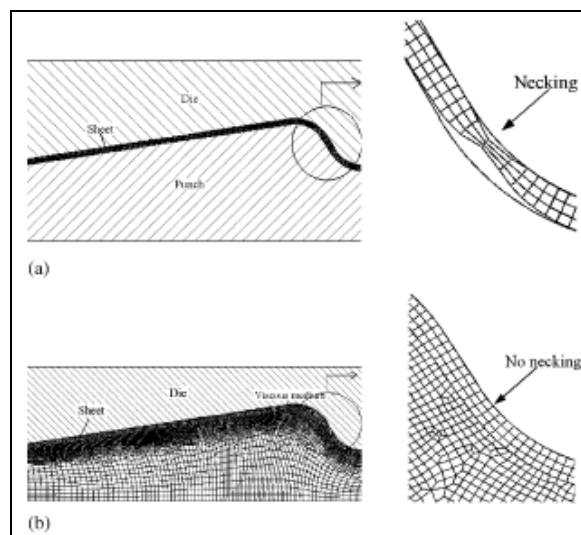 Die
Sheet
Punch
Necking
(a)
Sheet
Die
Viscous medium
No necking
(b)